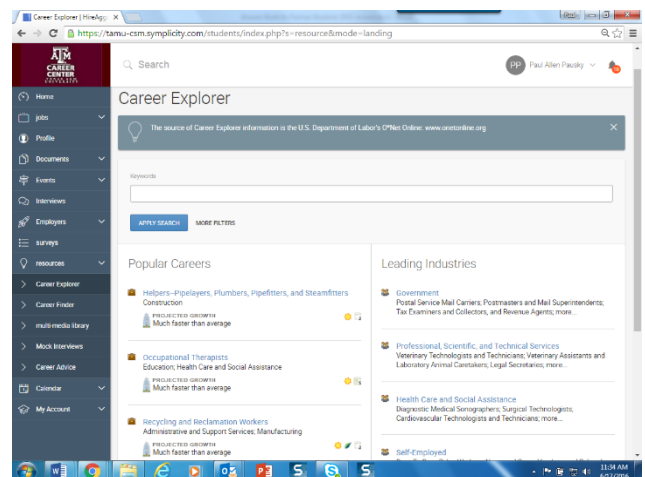 Career Explorer | HireAggi
https://tamu-csm.symplicity.com/students/index.php?s=resource&mode=landing
ĀTM
CAREER
CENTER
Search
PP
Paul Allen Pausky
Home
jobs
Profile
Documents
Events
Interviews
Employers
surveys
resources
Career Explorer
Career Finder
multi-media library
Mock Interviews
Career Advice
Calendar
My Account
Career Explorer
The source of Career Explorer information is the U.S. Department of Labor's O*Net Online: www.onetonline.org
Keywords
APPLY SEARCH
MORE FILTERS
Popular Careers
Helpers--Pipelayers, Plumbers, Pipefitters, and Steamfitters
Construction
PROJECTED GROWTH
Much faster than average
Occupational Therapists
Education; Health Care and Social Assistance
PROJECTED GROWTH
Much faster than average
Recycling and Reclamation Workers
Administrative and Support Services; Manufacturing
PROJECTED GROWTH
Much faster than average
Leading Industries
Government
Postal Service Mail Carriers; Postmasters and Mail Superintendents;
Tax Examiners and Collectors, and Revenue Agents; more...
Professional, Scientific, and Technical Services
Veterinary Technologists and Technicians; Veterinary Assistants and
Laboratory Animal Caretakers; Legal Secretaries; more...
Health Care and Social Assistance
Diagnostic Medical Sonographers; Surgical Technologists;
Cardiovascular Technologists and Technicians; more...
Self-Employed
11:34 AM